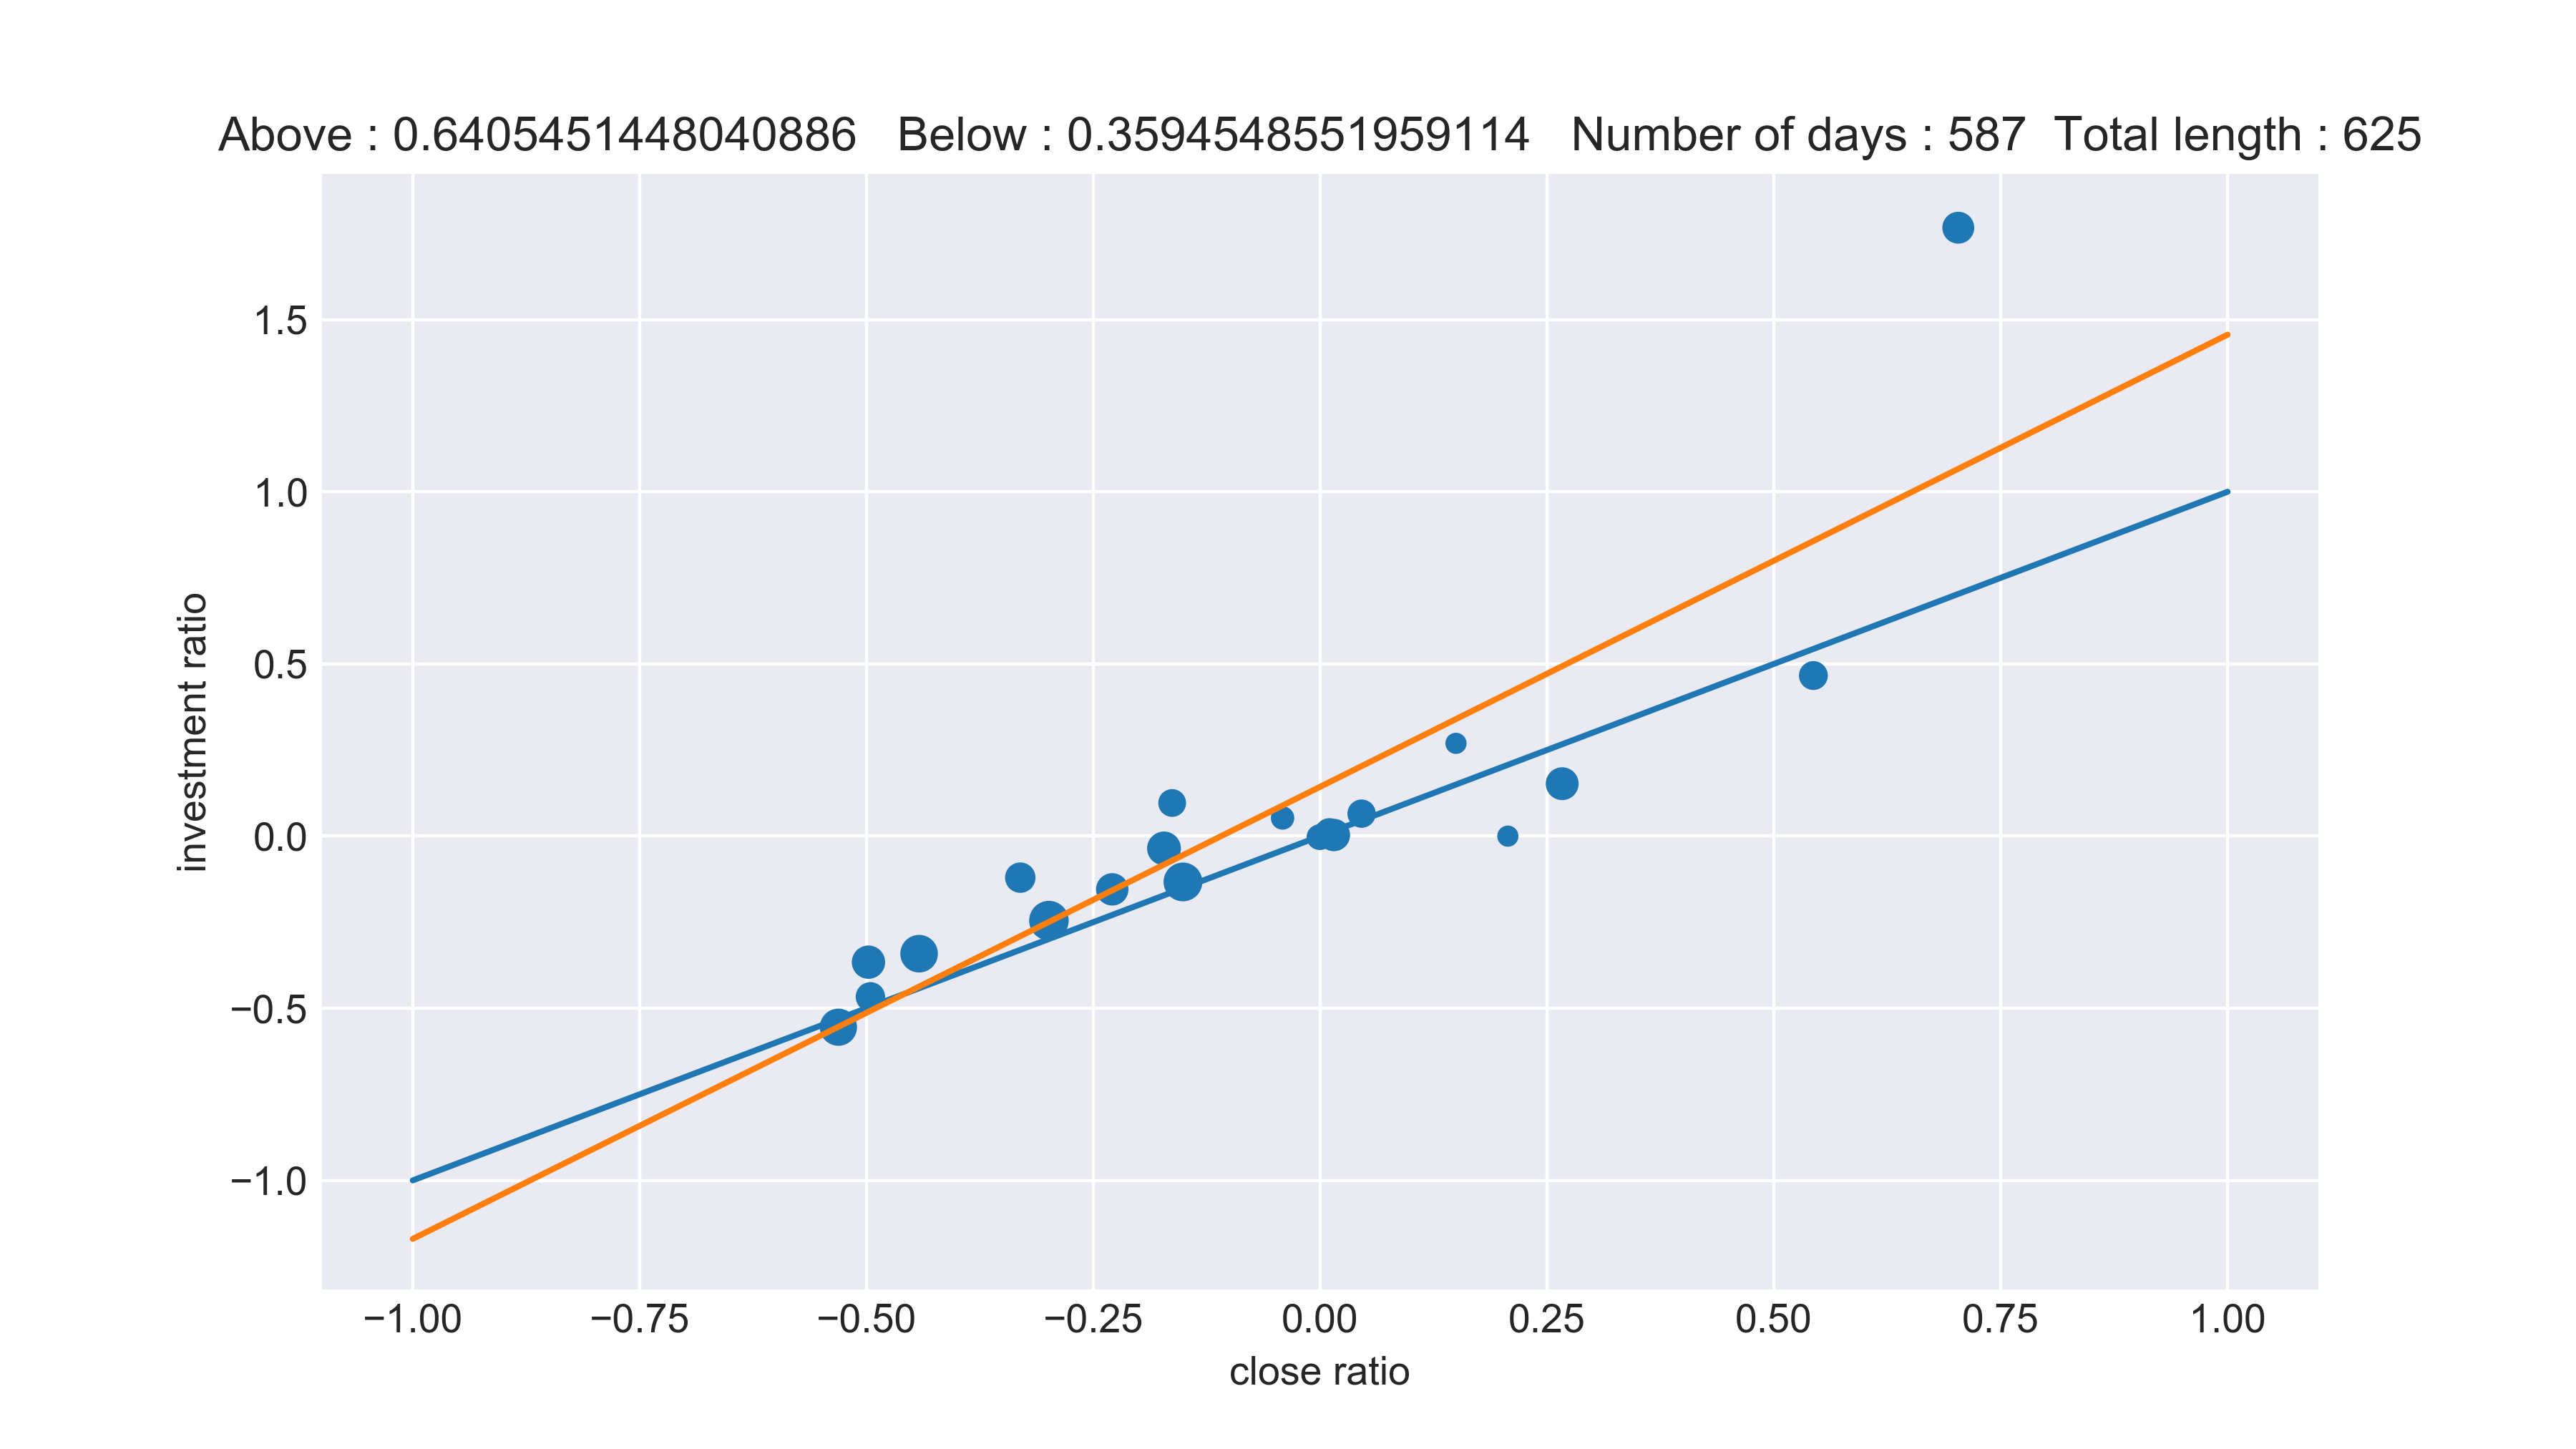 Above : 0.6405451448040886   Below : 0.3594548551959114   Number of days : 587  Total length : 625
1.5
1.0
0.5
0.0
−0.5
−1.0
investment ratio
−1.00 −0.75 −0.50 −0.25 0.00 0.25 0.50 0.75 1.00
close ratio